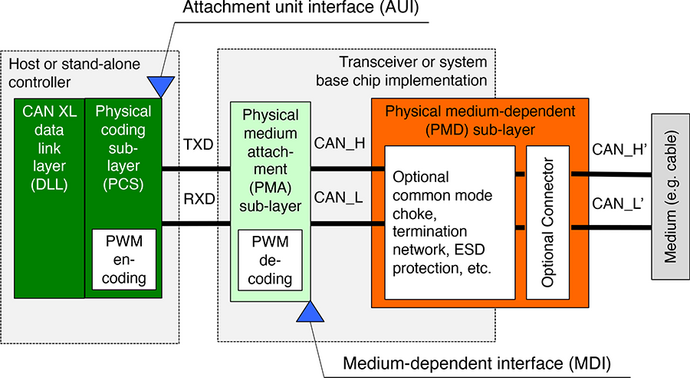 Attachment unit interface (AUI)
Host or stand-alone
controller
Transceiver or system
base chip implementation
CAN XL
data
link
layer
(DLL)
Physical
coding
sub-
layer
(PCS)
PWM
en-
coding
TXD
RXD
Physical
medium
attach-
ment
(PMA)
sub-layer
PWM
de-
coding
CAN_H
CAN_L
Physical medium-dependent
(PMD) sub-layer
Optional
common mode
choke,
termination
network, ESD
protection, etc.
Optional Connector
CAN_H’
CAN_L’
Medium (e.g. cable)
Medium-dependent interface (MDI)